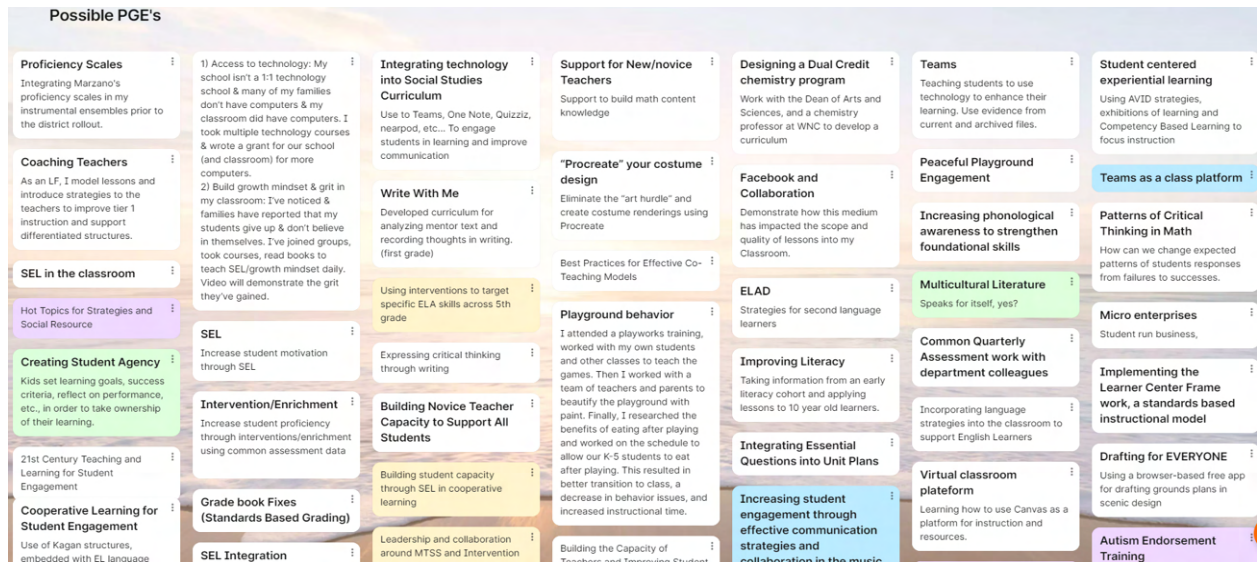 Possible PGE's
Proficiency Scales
Integrating Marzano's
proficiency scales in my
instrumental ensembles prior to
the district rollout.
Coaching Teachers
As an LF, I model lessons and
introduce strategies to the
teachers to improve tier 1
instruction and support
differentiated structures.
SEL in the classroom
Hot Topics for Strategies and
Social Resource
Creating Student Agency
Kids set learning goals, success
criteria, reflect on performance,
etc., in order to take ownership
of their learning.
21st Century Teaching and
Learning for Student
Engagement
Cooperative Learning for
Student Engagement
Use of Kagan structures,
embedded with EL language
1) Access to technology: My
school isn't a 1:1 technology
school & many of my families
don't have computers & my
classroom did have computers. I
took multiple technology courses
& wrote a grant for our school
(and classroom) for more
computers.
2) Build growth mindset & grit in
my classroom: I've noticed &
families have reported that my
students give up & don't believe
in themselves. I've joined groups,
took courses, read books to
teach SEL/growth mindset daily.
Video will demonstrate the grit
they've gained.
SEL
Increase student motivation
through SEL
Intervention/Enrichment
Increase student proficiency
through interventions/enrichment
using common assessment data
Grade book Fixes
(Standards Based Grading)
SEL Integration
Integrating technology
into Social Studies
Curriculum
Use to Teams, One Note, Quizziz,
nearpod, etc... To engage
students in learning and improve
communication
Write With Me
Developed curriculum for
analyzing mentor text and
recording thoughts in writing.
(first grade)
Using interventions to target
specific ELA skills across 5th
grade
Expressing critical thinking
through writing
Building Novice Teacher
Capacity to Support All
Students
Building student capacity
through SEL in cooperative
learning
Leadership and collaboration
around MTSS and Intervention
Support for New/novice
Teachers
Support to build math content
knowledge
"Procreate" your costume
design
Eliminate the "art hurdle" and
create costume renderings using
Procreate
Best Practices for Effective Co-
Teaching Models
Playground behavior
I attended a playworks training,
worked with my own students
and other classes to teach the
games. Then I worked with a
team of teachers and parents to
beautify the playground with
paint. Finally, I researched the
benefits of eating after playing
and worked on the schedule to
allow our K-5 students to eat
after playing. This resulted in
better transition to class, a
decrease in behavior issues, and
increased instructional time.
Building the Capacity of
Teachers and Improving Student
Designing a Dual Credit
chemistry program
Work with the Dean of Arts and
Sciences, and a chemistry
professor at WNC to develop a
curriculum
Facebook and
Collaboration
Demonstrate how this medium
has impacted the scope and
quality of lessons into my
Classroom.
ELAD
Strategies for second language
learners
Improving Literacy
Taking information from an early
literacy cohort and applying
lessons to 10 year old learners.
Integrating Essential
Questions into Unit Plans
Increasing student
engagement through
effective communication
strategies and
collaboration in the music
Teams
Teaching students to use
technology to enhance their
learning. Use evidence from
current and archived files.
Peaceful Playground
Engagement
Increasing phonological
awareness to strengthen
foundational skills
Multicultural Literature
Speaks for itself, yes?
Common Quarterly
Assessment work with
department colleagues
Incorporating language
strategies into the classroom to
support English Learners
Virtual classroom
plateform
Learning how to use Canvas as a
platform for instruction and
resources.
Student centered
experiential learning
Using AVID strategies,
exhibitions of learning and
Competency Based Learning to
focus instruction
Teams as a class platform
Patterns of Critical
Thinking in Math
How can we change expected
patterns of students responses
from failures to successes.
Micro enterprises
Student run business,
Implementing the
Learner Center Frame
work, a standards based
instructional model
Drafting for EVERYONE
Using a browser-based free app
for drafting grounds plans in
scenic design
Autism Endorsement
Training